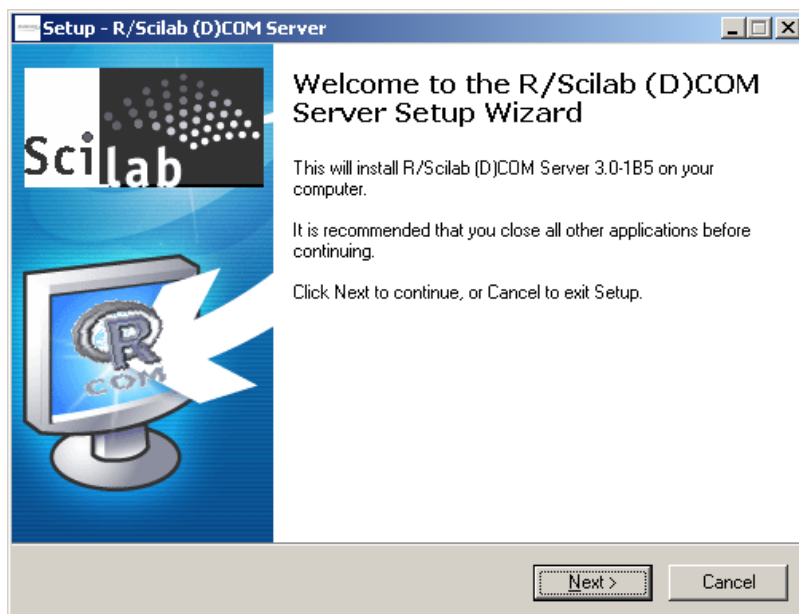 Setup - R/Scilab (D)COM Server
Scilab
Welcome to the R/Scilab (D)COM
Server Setup Wizard
This will install R/Scilab (D)COM Server 3.0-1B5 on your
computer.
It is recommended that you close all other applications before
continuing.
Click Next to continue, or Cancel to exit Setup.
R
COM
Next >
Cancel